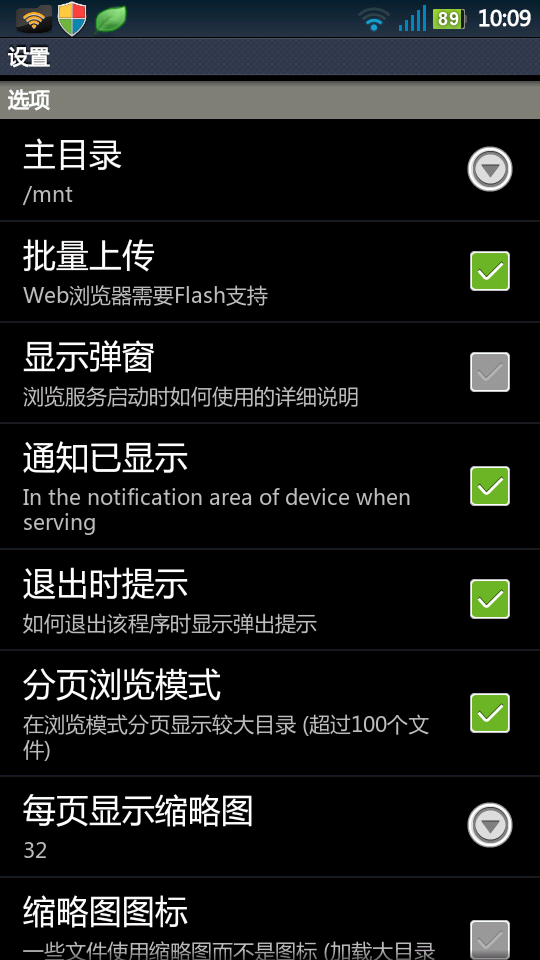 89 10:09
设置
选项
主目录
/mnt
批量上传
Web浏览器需要Flash支持
显示弹窗
浏览服务启动时如何使用的详细说明
通知已显示
In the notification area of device when
serving
退出时提示
如何退出该程序时显示弹出提示
分页浏览模式
在浏览模式分页显示较大目录 (超过100个文
件)
每页显示缩略图
32
缩略图图标
一些文件使用缩略图而不是图标 (加载大目录